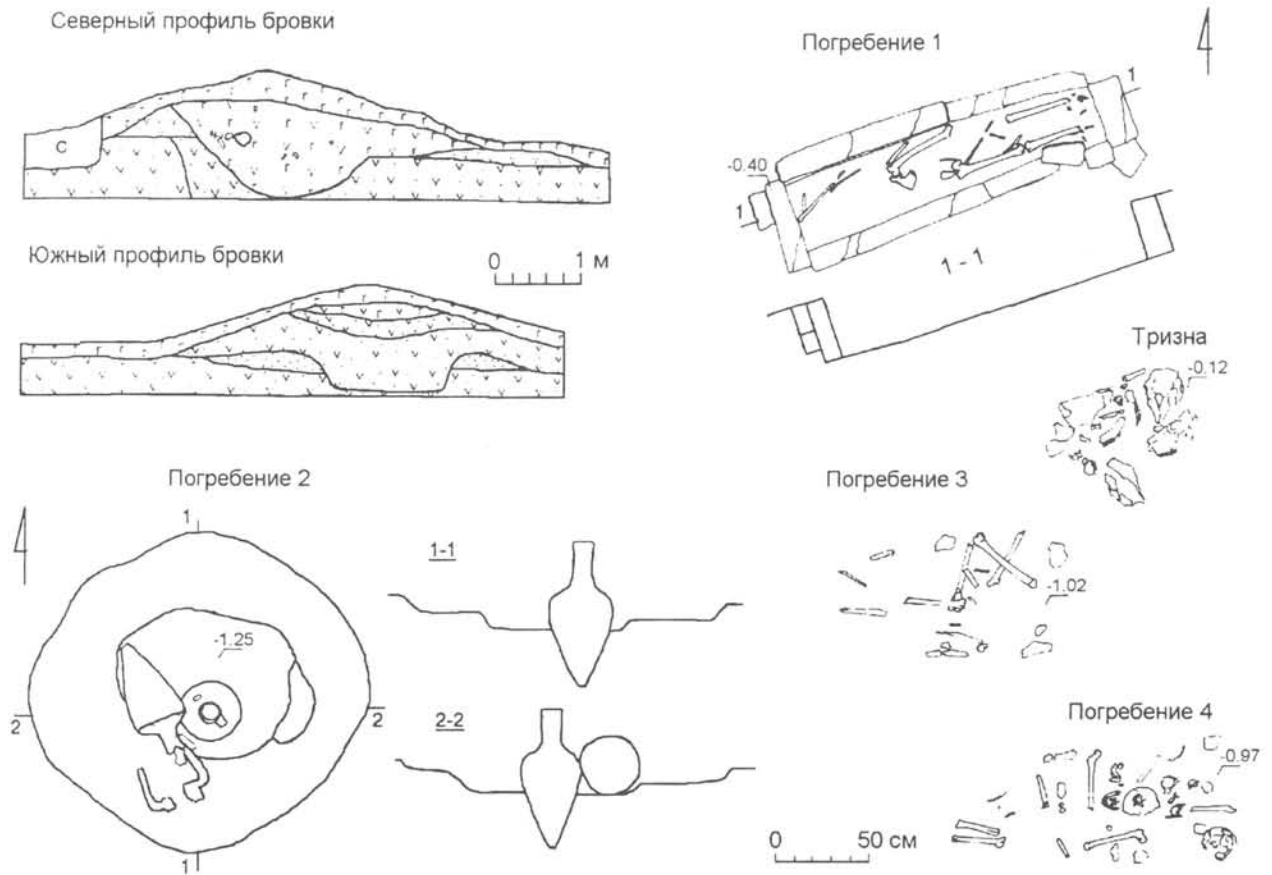 Северный профиль бровки
С
Южный профиль бровки
0 1 м
Погребение 1
1
-0.40
1
1 - 1
Тризна
-0.12
Погребение 2
1
-1.25
2 2
1
1-1
2-2
Погребение 3
-1.02
Погребение 4
-0.97
0 50 см